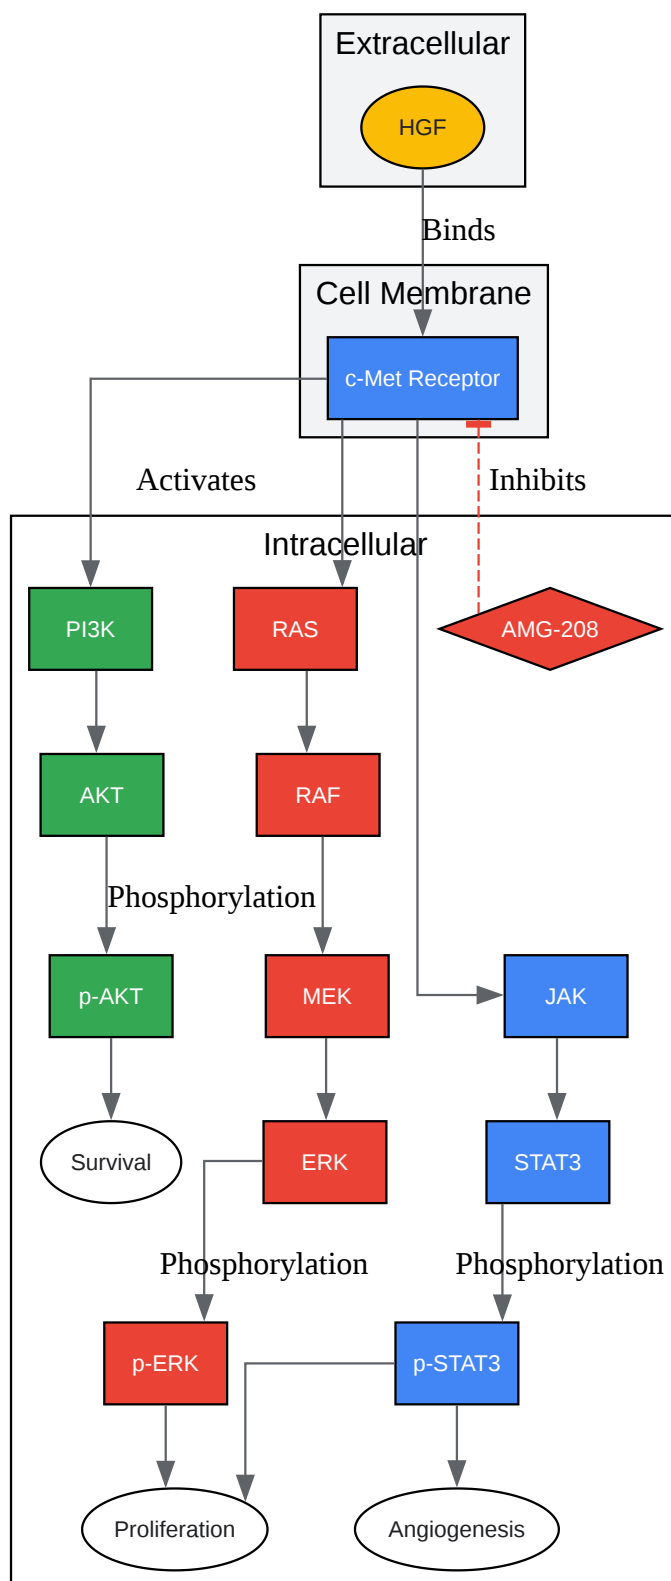 Extracellular
HGF
Binds
Cell Membrane
c-Met Receptor
Activates
Inhibits
Intracellular
PI3K
RAS
AMG-208
AKT
RAF
Phosphorylation
p-AKT
MEK
JAK
Survival
ERK
STAT3
Phosphorylation
Phosphorylation
p-ERK
p-STAT3
Proliferation
Angiogenesis